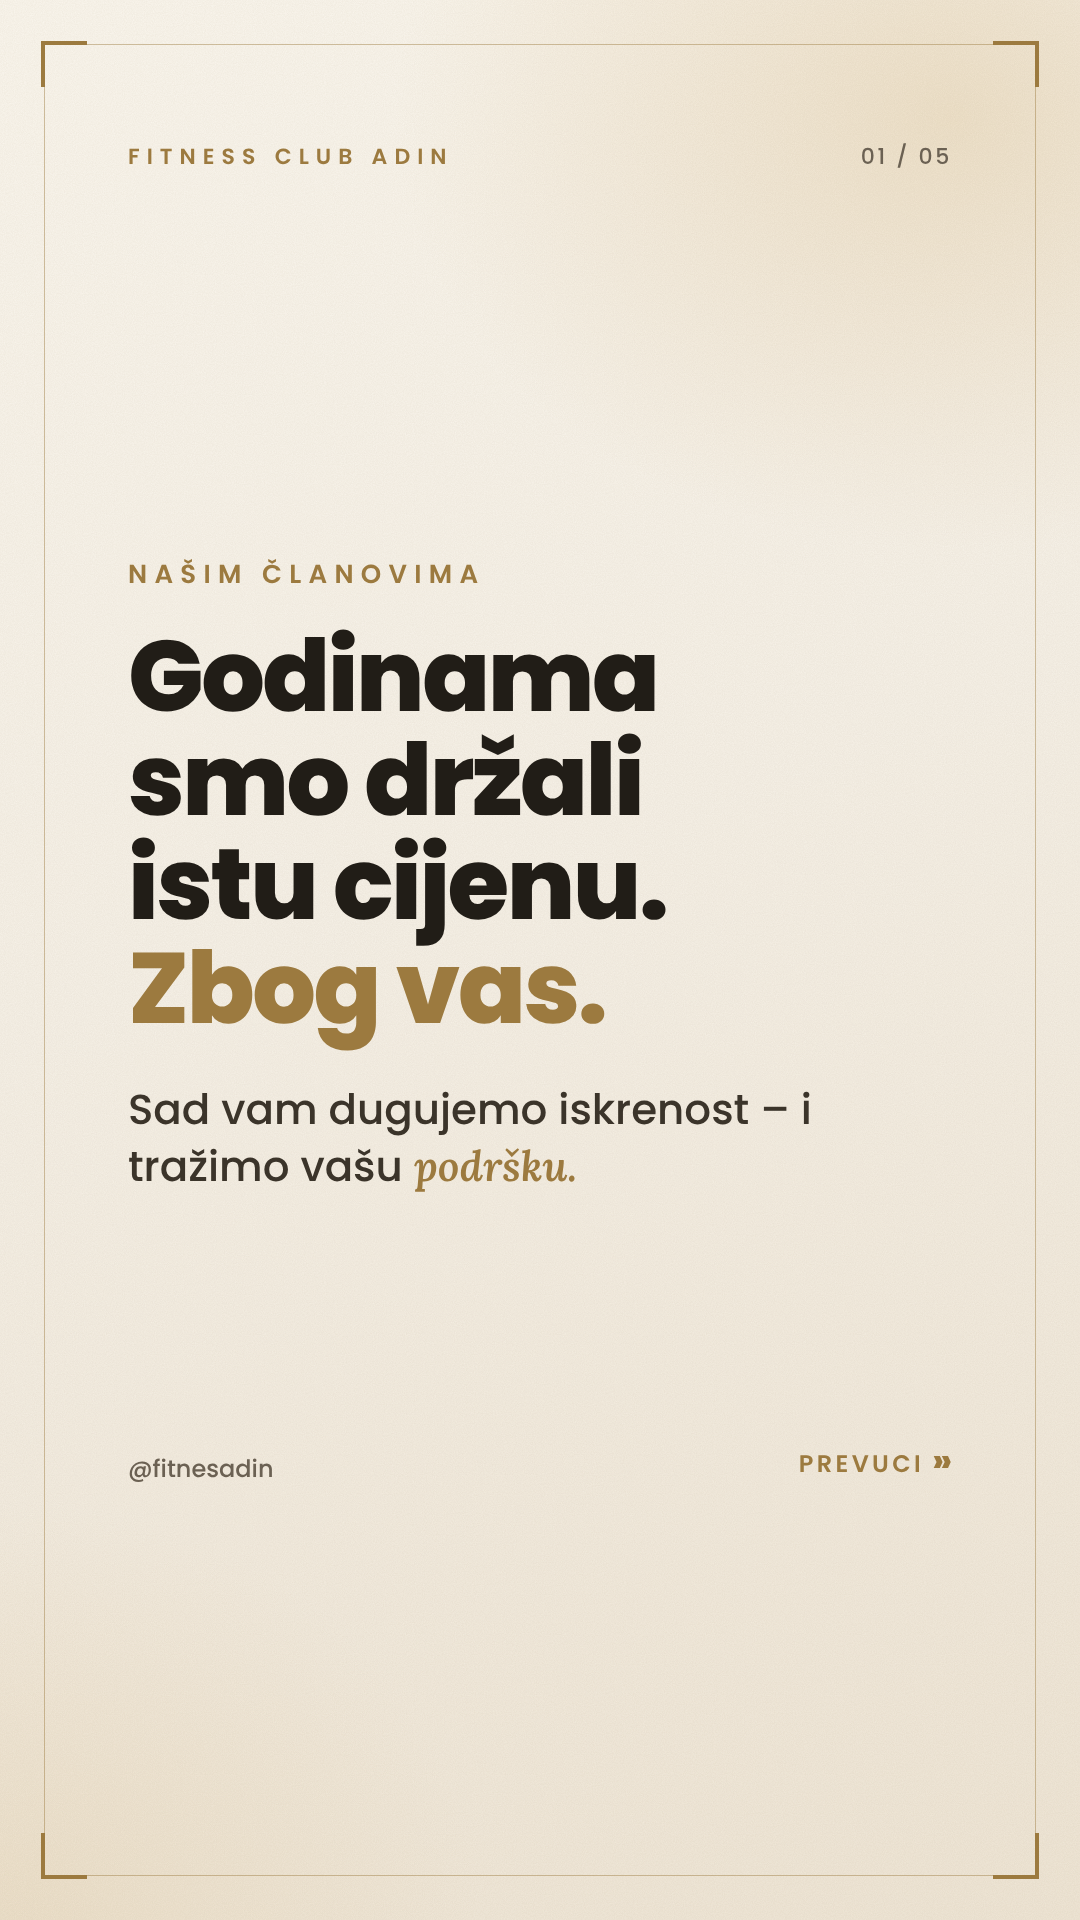 FITNESS CLUB ADIN
01 / 05
NAŠIM ČLANOVIMA
Godinama
smo držali
istu cijenu.
Zbog vas.
Sad vam dugujemo iskrenost – i
tražimo vašu podršku.
@fitnesadin
PREVUCI »